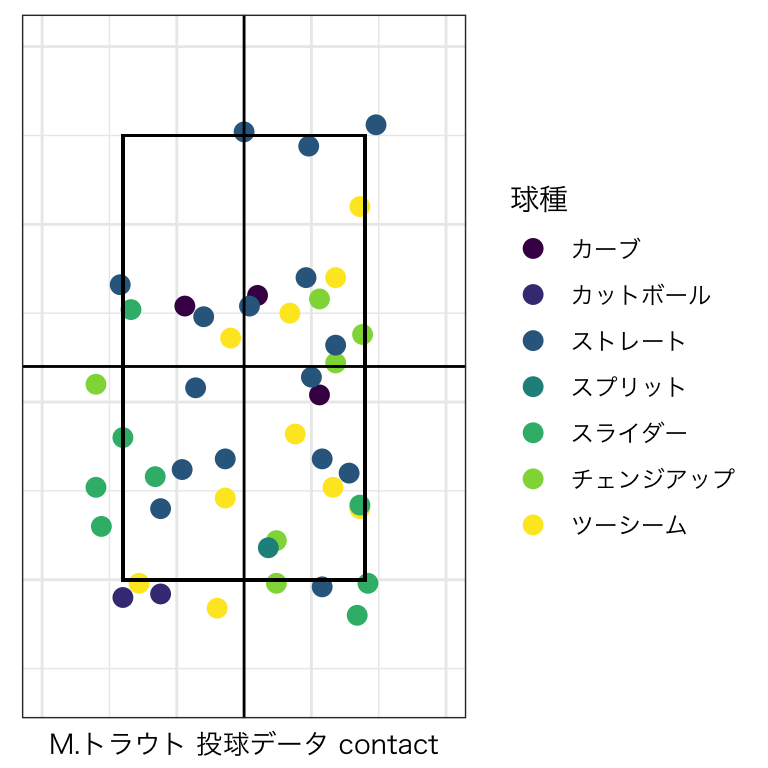 球種
カーブ
カットボール
ストレート
スプリット
スライダー
チェンジアップ
ツーシーム
M.トラウト 投球データ contact